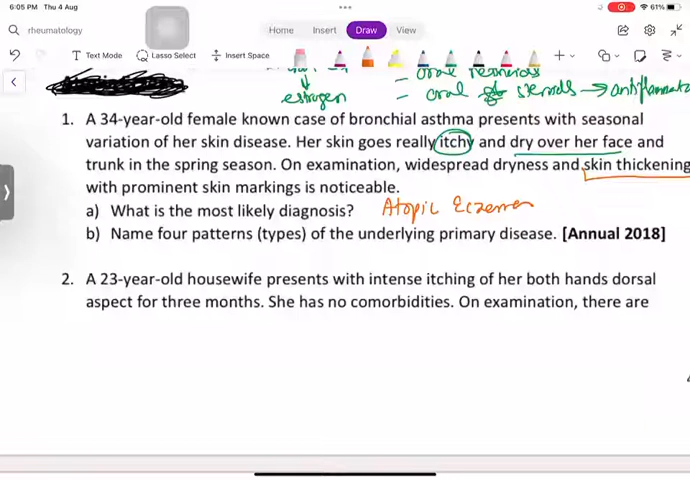 6:05 PM Thu 4 Aug
61%
rheumatology
Home Insert Draw View
Text Mode Lasso Select Insert Space
oral
estrogen – oral steroids → antiflammato
1. A 34-year-old female known case of bronchial asthma presents with seasonal
variation of her skin disease. Her skin goes really itchy and dry over her face and
trunk in the spring season. On examination, widespread dryness and skin thickening
with prominent skin markings is noticeable.
a) What is the most likely diagnosis? Atopic Eczema
b) Name four patterns (types) of the underlying primary disease. [Annual 2018]
2. A 23-year-old housewife presents with intense itching of her both hands dorsal
aspect for three months. She has no comorbidities. On examination, there are